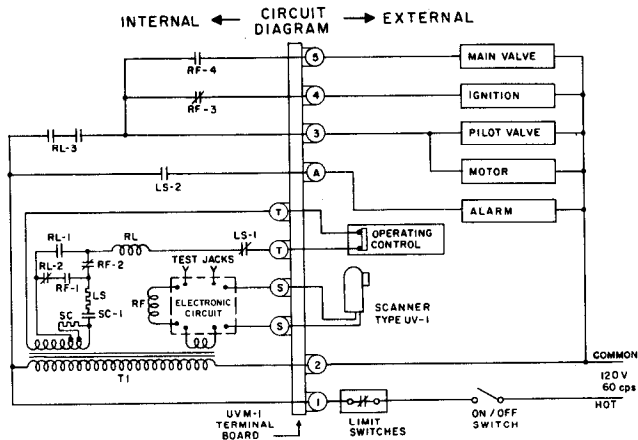 INTERNAL ← CIRCUIT DIAGRAM → EXTERNAL
RF-4
5
MAIN VALVE
RF-3
4
IGNITION
RL-3
3
PILOT VALVE
MOTOR
LS-2
A
ALARM
T
OPERATING
CONTROL
RL-1
RL
LS-1
T
RL-2
RF-2
TEST JACKS
RF-1
LS
RF
ELECTRONIC
CIRCUIT
S
SCANNER
TYPE UV-1
SC
SC-1
S
T1
2
COMMON
120V
60 cps
HOT
1
UVM-1
TERMINAL
BOARD
LIMIT
SWITCHES
ON / OFF
SWITCH